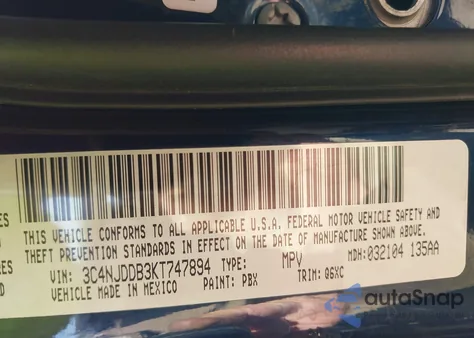 THIS VEHICLE CONFORMS TO ALL APPLICABLE U.S.A. FEDERAL MOTOR VEHICLE SAFETY AND
THEFT PREVENTION STANDARDS IN EFFECT ON THE DATE OF MANUFACTURE SHOWN ABOVE.
VIN: 3C4NJDDB3KT747894 TYPE: MPV MDH: 032104 135AA
VEHICLE MADE IN MEXICO PAINT: PBX TRIM: Q6XC
autoSnap